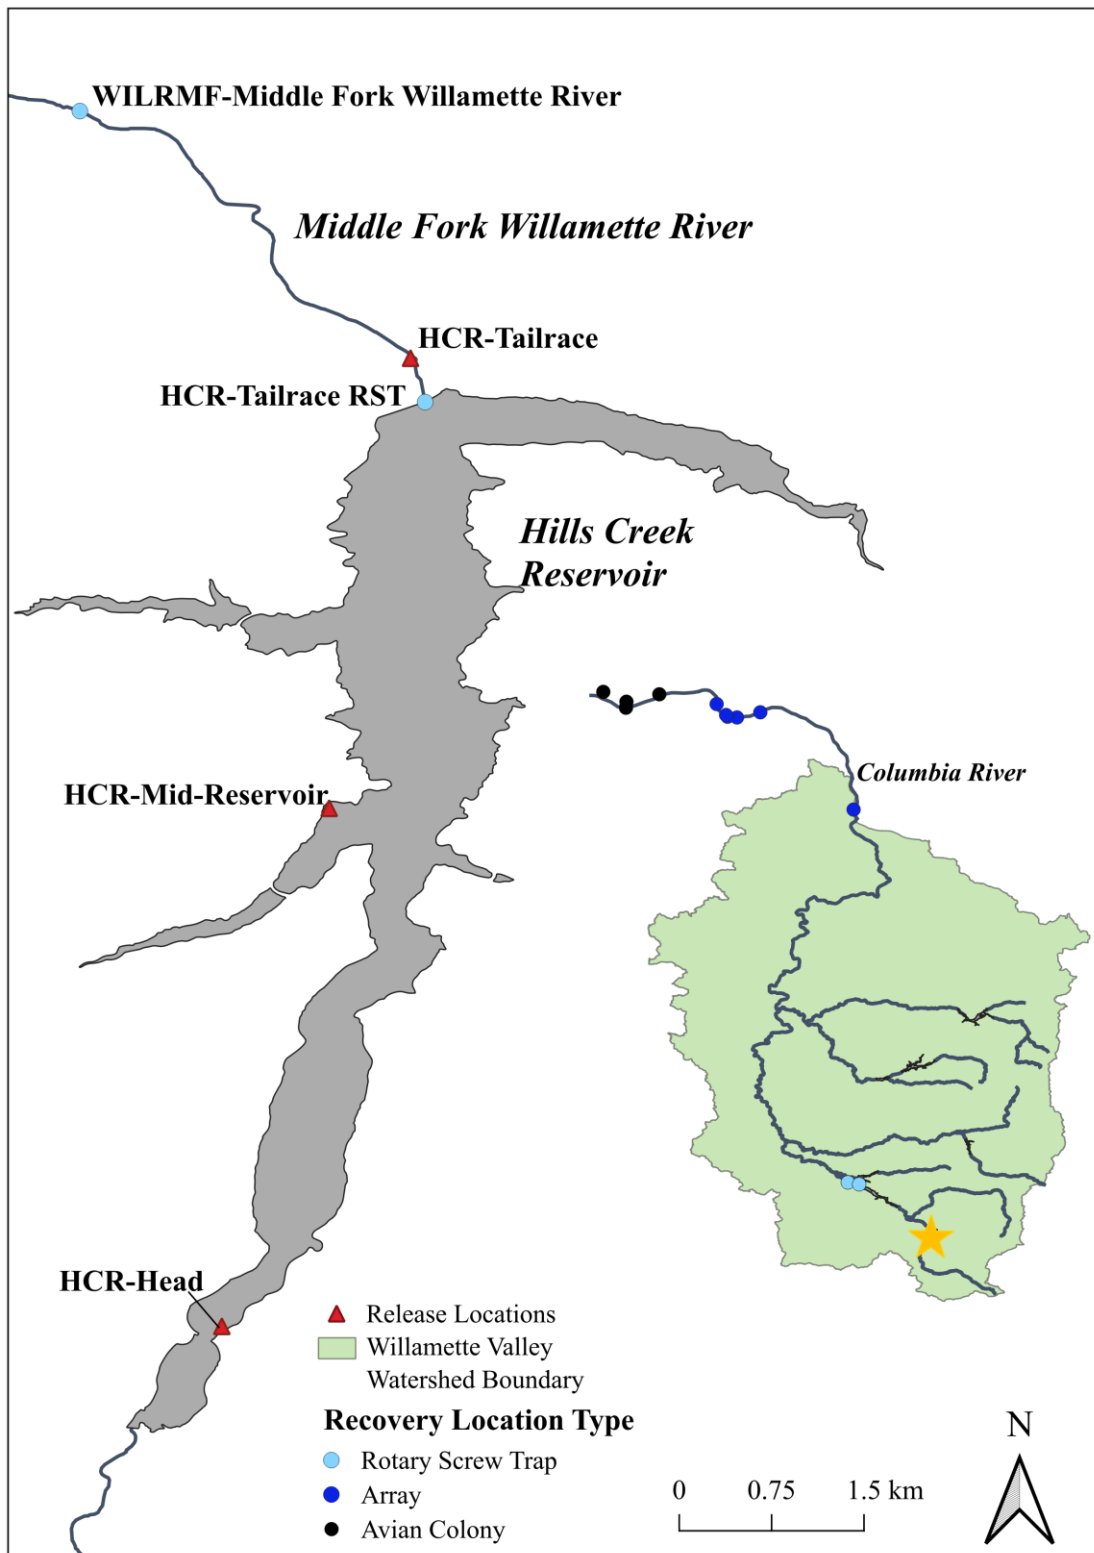 WILRMF-Middle Fork Willamette River
Middle Fork Willamette River
HCR-Tailrace
HCR-Tailrace RST
Hills Creek
Reservoir
Columbia River
HCR-Mid-Reservoir
HCR-Head
Release Locations
Willamette Valley
Watershed Boundary
Recovery Location Type
Rotary Screw Trap
Array
Avian Colony
0 0.75 1.5 km
N